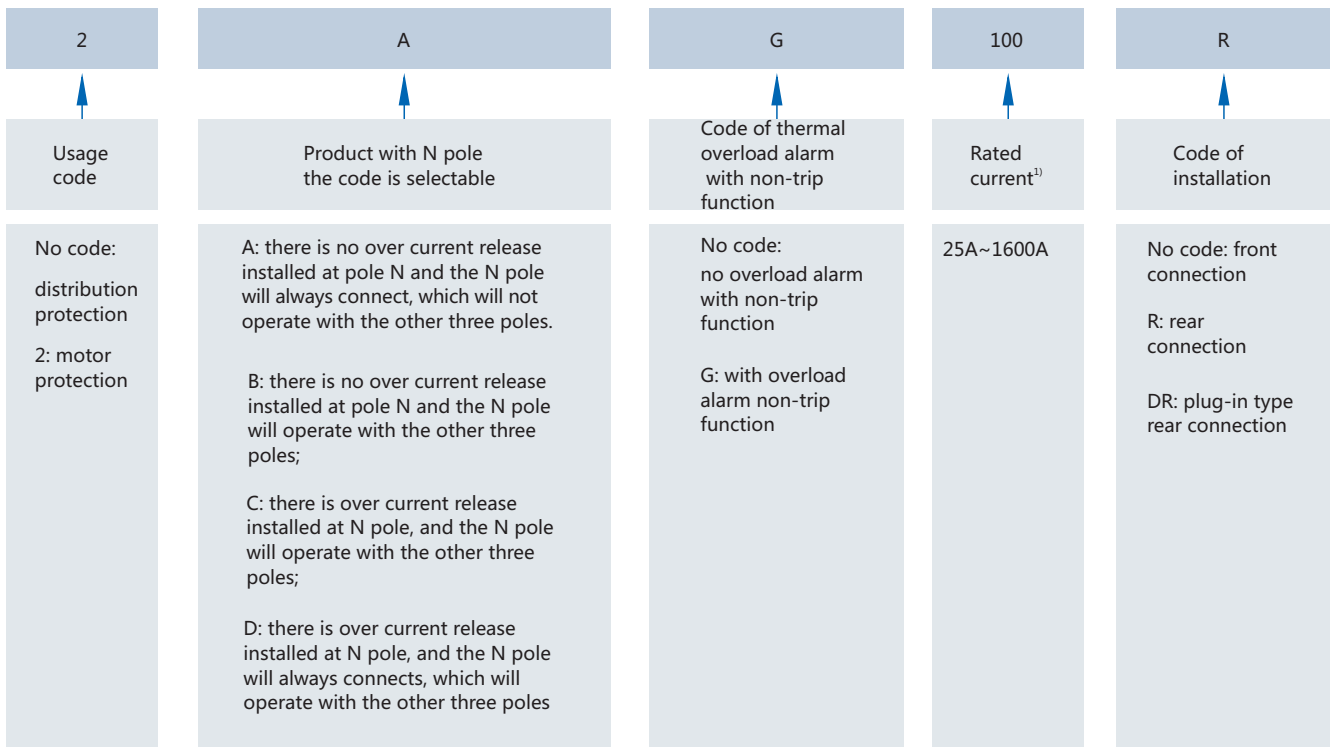 2
A
G
100
R
Usage
code
Product with N pole
the code is selectable
Code of thermal
overload alarm
with non-trip
function
Rated
current1)
Code of
installation
No code:
distribution
protection
2: motor
protection
A: there is no over current release
installed at pole N and the N pole
will always connect, which will not
operate with the other three poles.
B: there is no over current release
installed at pole N and the N pole
will operate with the other three
poles;
C: there is over current release
installed at N pole, and the N pole
will operate with the other three
poles;
D: there is over current release
installed at N pole, and the N pole
will always connects, which will
operate with the other three poles
No code:
no overload alarm
with non-trip
function
G: with overload
alarm non-trip
function
25A~1600A
No code: front
connection
R: rear
connection
DR: plug-in type
rear connection